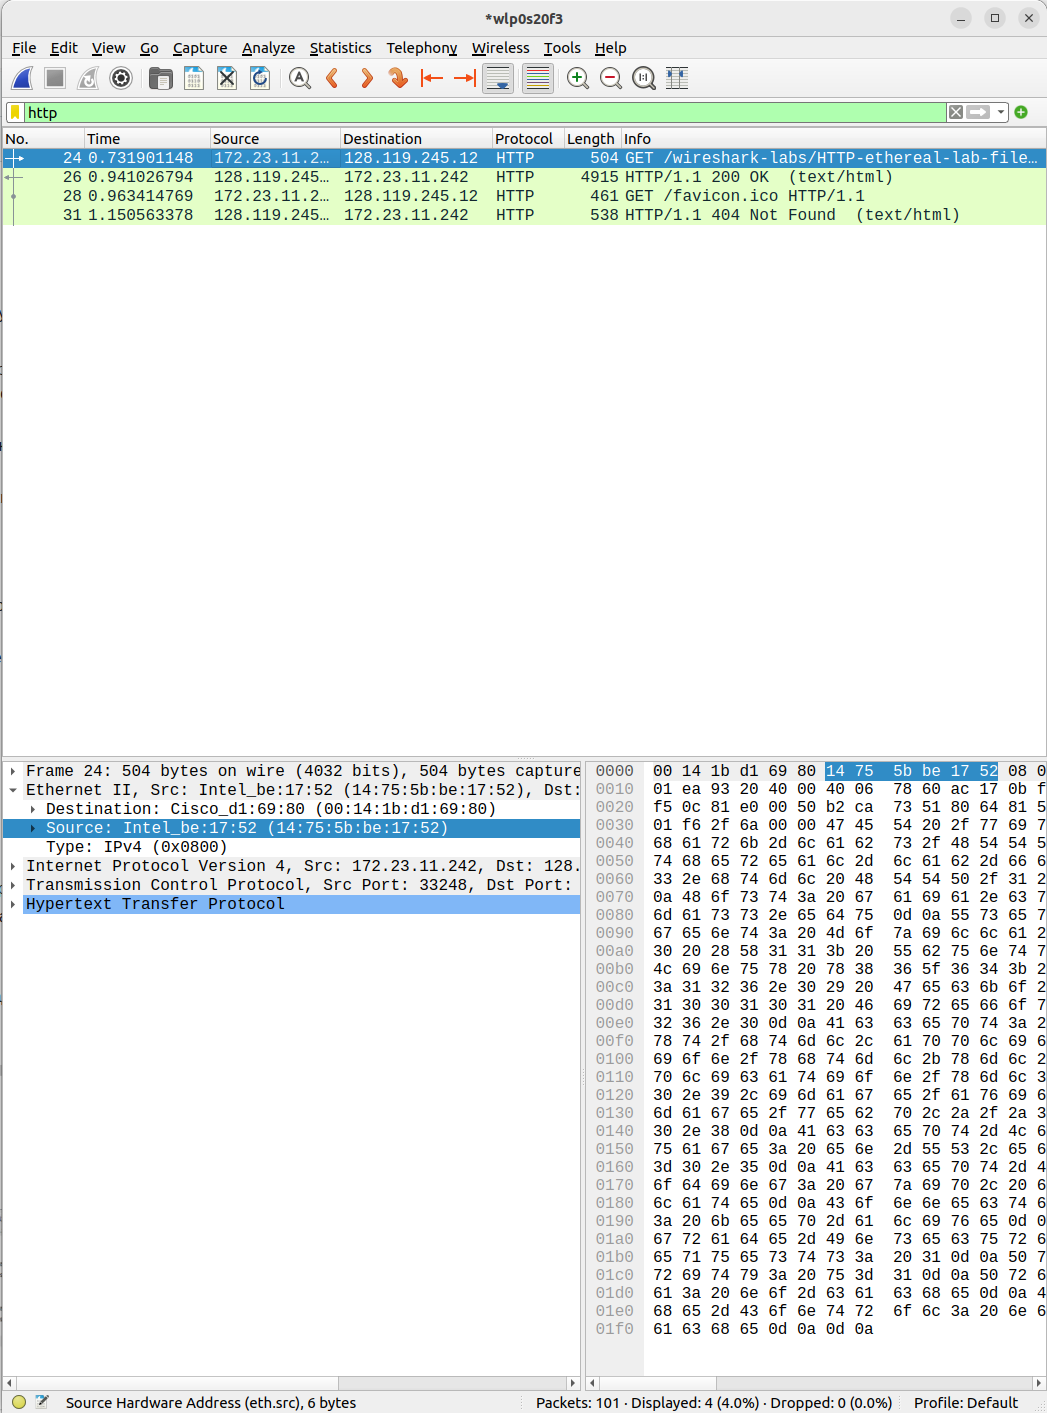 *wlp0s20f3
File Edit View Go Capture Analyze Statistics Telephony Wireless Tools Help
http
No. Time Source Destination Protocol Length Info
24 0.731901148 172.23.11.2… 128.119.245.12 HTTP 504 GET /wireshark-labs/HTTP-ethereal-lab-file…
26 0.941026794 128.119.245… 172.23.11.242 HTTP 4915 HTTP/1.1 200 OK (text/html)
28 0.963414769 172.23.11.2… 128.119.245.12 HTTP 461 GET /favicon.ico HTTP/1.1
31 1.150563378 128.119.245… 172.23.11.242 HTTP 538 HTTP/1.1 404 Not Found (text/html)
Frame 24: 504 bytes on wire (4032 bits), 504 bytes capture
Ethernet II, Src: Intel_be:17:52 (14:75:5b:be:17:52), Dst:
Destination: Cisco_d1:69:80 (00:14:1b:d1:69:80)
Source: Intel_be:17:52 (14:75:5b:be:17:52)
Type: IPv4 (0x0800)
Internet Protocol Version 4, Src: 172.23.11.242, Dst: 128.
Transmission Control Protocol, Src Port: 33248, Dst Port:
Hypertext Transfer Protocol
0000 00 14 1b d1 69 80 14 75 5b be 17 52 08 0
0010 01 ea 93 20 40 00 40 06 78 60 ac 17 0b f
0020 f5 0c 81 e0 00 50 b2 ca 73 51 80 64 81 5
0030 01 f6 2f 6a 00 00 47 45 54 20 2f 77 69 7
0040 68 61 72 6b 2d 6c 61 62 73 2f 48 54 54 5
0050 74 68 65 72 65 61 6c 2d 6c 61 62 2d 66 6
0060 33 2e 68 74 6d 6c 20 48 54 54 50 2f 31 2
0070 0a 48 6f 73 74 3a 20 67 61 69 61 2e 63 7
0080 6d 61 73 73 2e 65 64 75 0d 0a 55 73 65 7
0090 67 65 6e 74 3a 20 4d 6f 7a 69 6c 6c 61 2
00a0 30 20 28 58 31 31 3b 20 55 62 75 6e 74 7
00b0 4c 69 6e 75 78 20 78 38 36 5f 36 34 3b 2
00c0 3a 31 32 36 2e 30 29 20 47 65 63 6b 6f 2
00d0 31 30 30 31 30 31 20 46 69 72 65 66 6f 7
00e0 32 36 2e 30 0d 0a 41 63 63 65 70 74 3a 2
00f0 78 74 2f 68 74 6d 6c 2c 61 70 70 6c 69 6
0100 69 6f 6e 2f 78 68 74 6d 6c 2b 78 6d 6c 2
0110 70 6c 69 63 61 74 69 6f 6e 2f 78 6d 6c 3
0120 30 2e 39 2c 69 6d 61 67 65 2f 61 76 69 6
0130 6d 61 67 65 2f 77 65 62 70 2c 2a 2f 2a 3
0140 30 2e 38 0d 0a 41 63 63 65 70 74 2d 4c 6
0150 75 61 67 65 3a 20 65 6e 2d 55 53 2c 65 6
0160 3d 30 2e 35 0d 0a 41 63 63 65 70 74 2d 4
0170 6f 64 69 6e 67 3a 20 67 7a 69 70 2c 20 6
0180 6c 61 74 65 0d 0a 43 6f 6e 6e 65 63 74 6
0190 3a 20 6b 65 65 70 2d 61 6c 69 76 65 0d 0
01a0 67 72 61 64 65 2d 49 6e 73 65 63 75 72 6
01b0 65 71 75 65 73 74 73 3a 20 31 0d 0a 50 7
01c0 72 69 74 79 3a 20 75 3d 31 0d 0a 50 72 6
01d0 61 3a 20 6e 6f 2d 63 61 63 68 65 0d 0a 4
01e0 68 65 2d 43 6f 6e 74 72 6f 6c 3a 20 6e 6
01f0 61 63 68 65 0d 0a 0d 0a
Source Hardware Address (eth.src), 6 bytes Packets: 101 · Displayed: 4 (4.0%) · Dropped: 0 (0.0%) Profile: Default